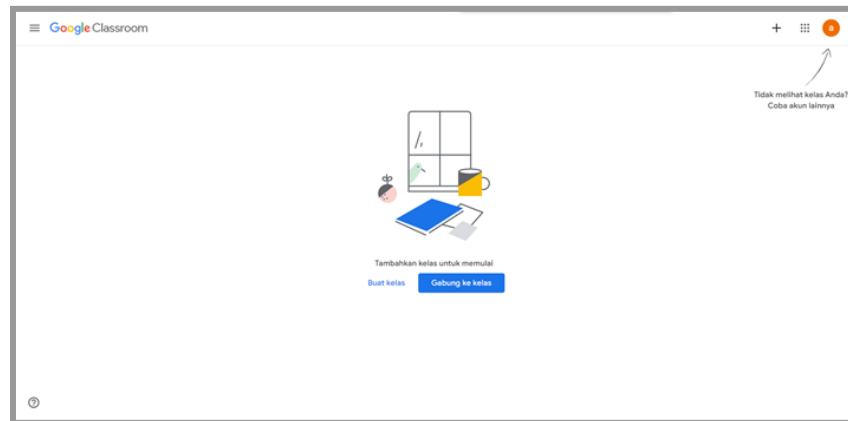 Google Classroom
a
Tidak melihat kelas Anda?
Coba akun lainnya
Tambahkan kelas untuk memulai
Buat kelas
Gabung ke kelas